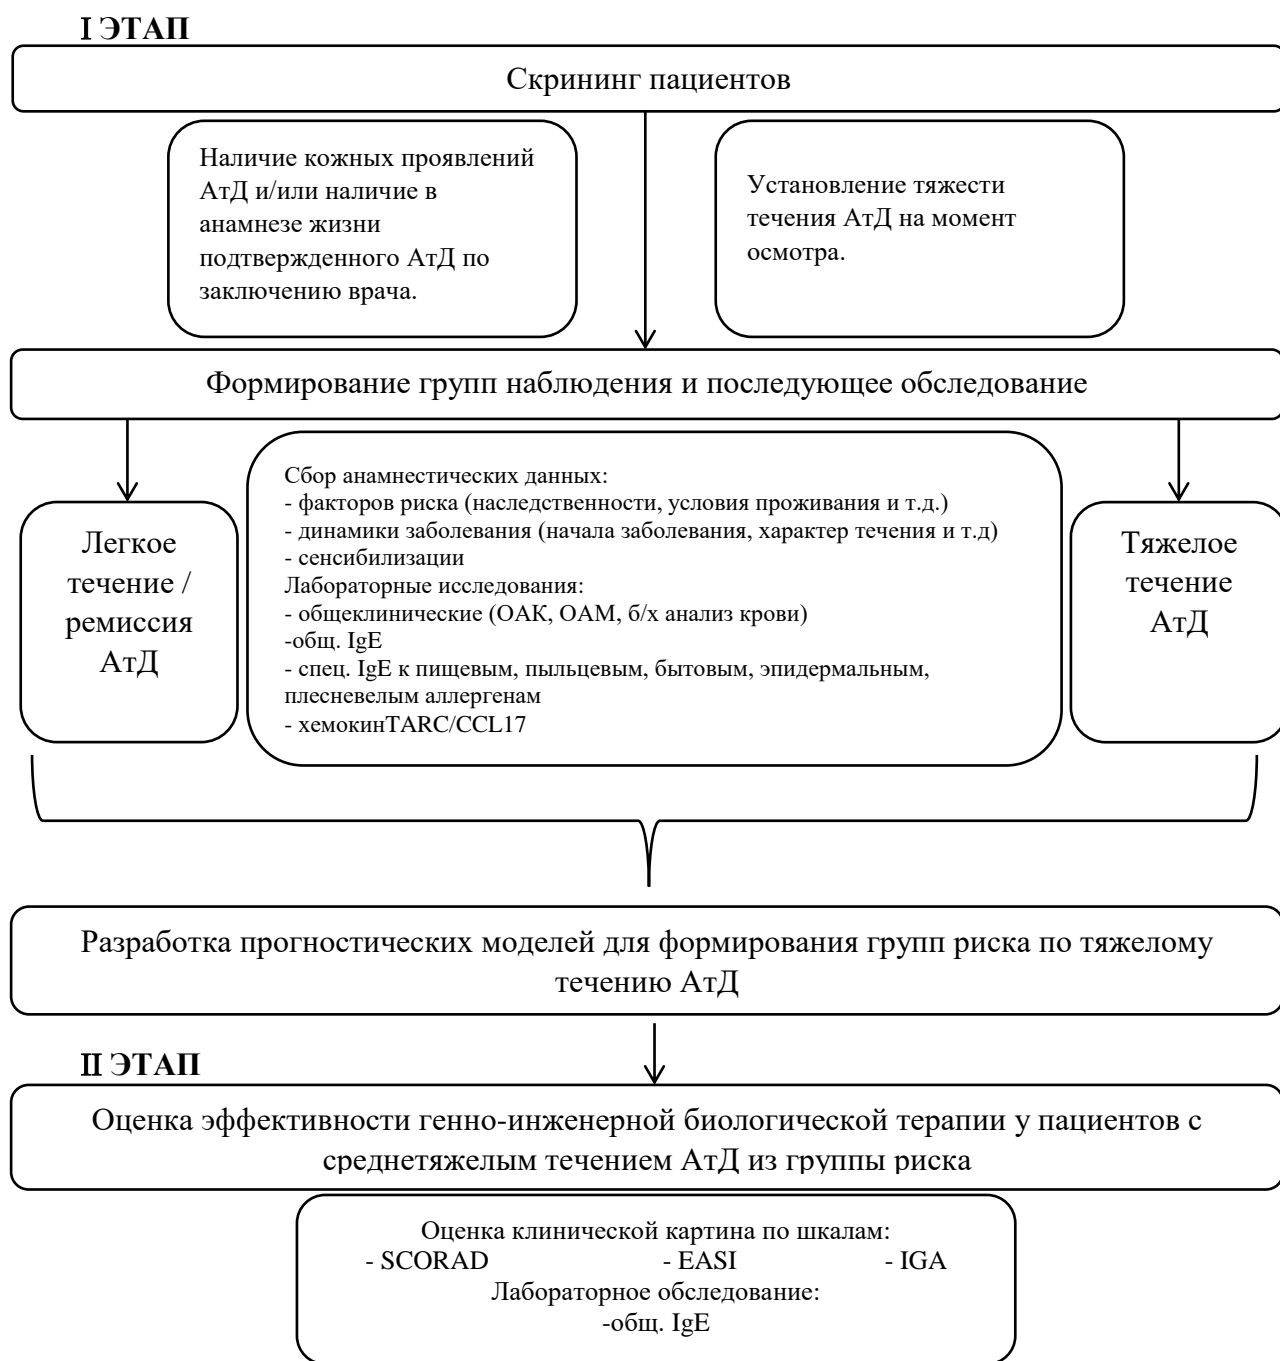 I ЭТАП
Скрининг пациентов
Наличие кожных проявлений
АтД и/или наличие в
анамнезе жизни
подтвержденного АтД по
заключению врача.
Установление тяжести
течения АтД на момент
осмотра.
Формирование групп наблюдения и последующее обследование
Легкое
течение /
ремиссия
АтД
Сбор анамнестических данных:
- факторов риска (наследственности, условия проживания и т.д.)
- динамики заболевания (начала заболевания, характер течения и т.д)
- сенсибилизации
Лабораторные исследования:
- общеклинические (ОАК, ОАМ, б/х анализ крови)
-общ. IgE
- спец. IgE к пищевым, пыльцевым, бытовым, эпидермальным,
плесневелым аллергенам
- хемокинTARC/CCL17
Тяжелое
течение
АтД
Разработка прогностических моделей для формирования групп риска по тяжелому
течению АтД
II ЭТАП
Оценка эффективности генно-инженерной биологической терапии у пациентов с
среднетяжелым течением АтД из группы риска
Оценка клинической картина по шкалам:
- SCORAD - EASI - IGA
Лабораторное обследование:
-общ. IgE